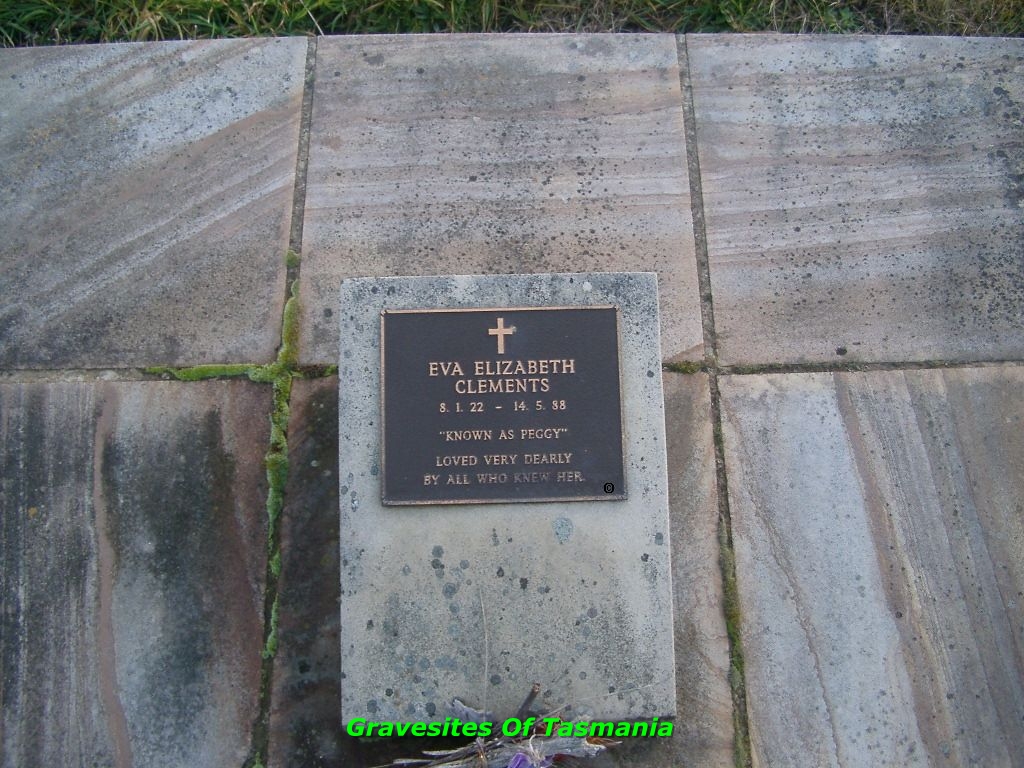 EVA ELIZABETH
CLEMENTS
8. 1. 22 - 14. 5. 88
"KNOWN AS PEGGY"
LOVED VERY DEARLY
BY ALL WHO KNEW HER.
©
Gravesites Of Tasmania